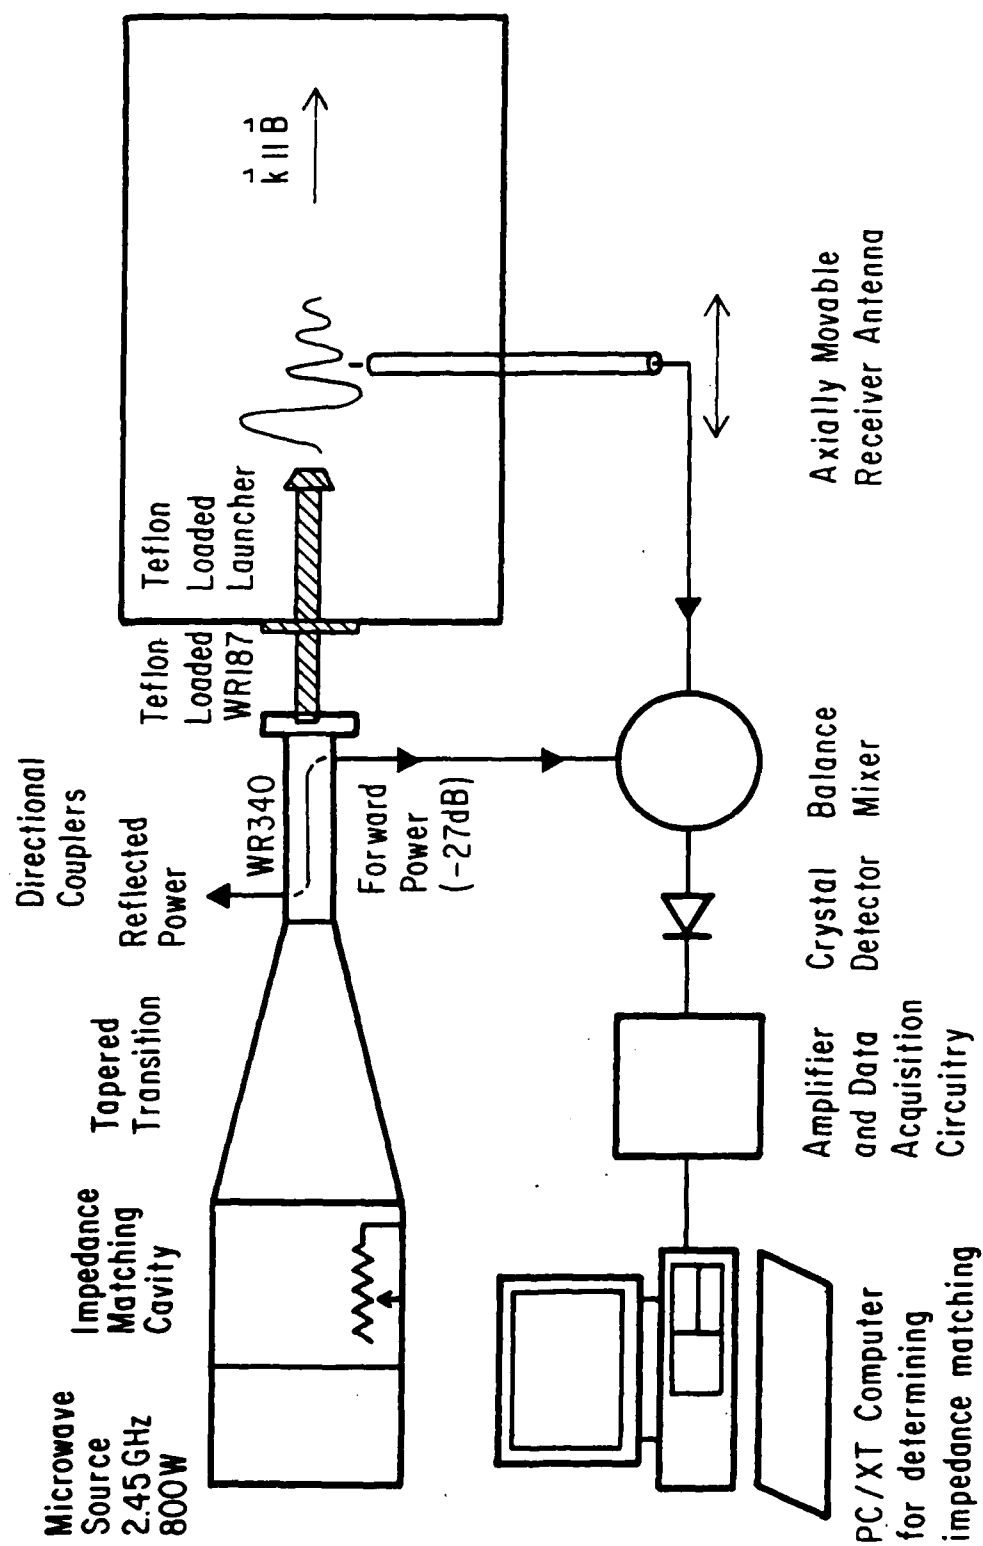 Microwave
Source
2.45 GHz
800W
Impedance
Matching
Cavity
Tapered
Transition
Directional
Couplers
Reflected
Power
WR340
Forward
Power
(-27dB)
Teflon
Loaded
WR187
Teflon
Loaded
Launcher
k⃗ II B⃗
PC/XT Computer
for determining
impedance matching
Amplifier
and Data
Acquisition
Circuitry
Crystal
Detector
Balance
Mixer
Axially Movable
Receiver Antenna